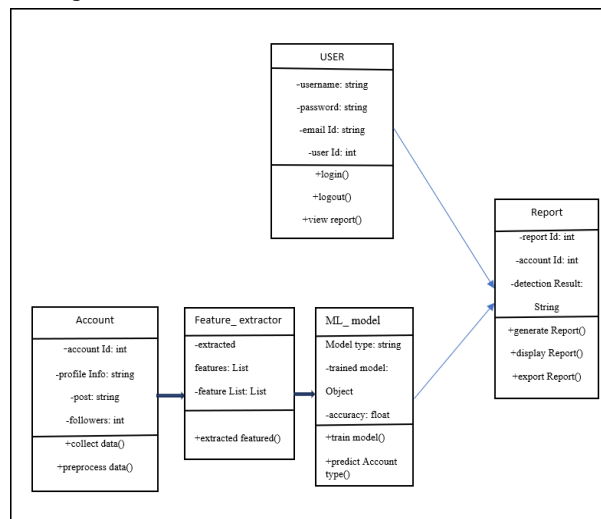 USER
-username: string
-password: string
-email Id: string
-user Id: int
+login()
+logout()
+view report()
Report
-report Id: int
-account Id: int
-detection Result:
String
+generate Report()
+display Report()
+export Report()
Account
-account Id: int
-profile Info: string
-post: string
-followers: int
+collect data()
+preprocess data()
Feature_ extractor
-extracted
features: List
-feature List: List
+extracted featured()
ML_ model
Model type: string
-trained model:
Object
-accuracy: float
+train model()
+predict Account
type()